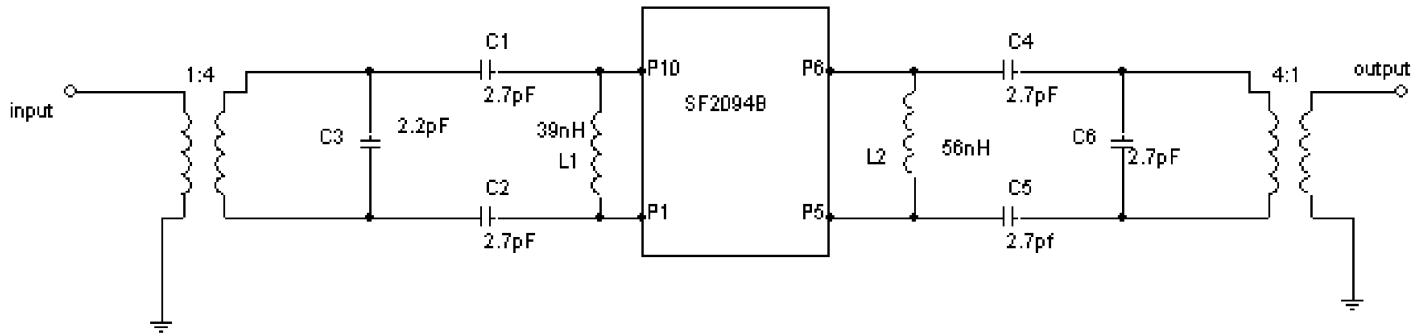 input
1:4
C3
2.2pF
C1
2.7pF
C2
2.7pF
39nH
L1
P10
P1
SF2094B
P6
P5
L2
56nH
C4
2.7pF
C5
2.7pf
C6
2.7pF
4:1
output